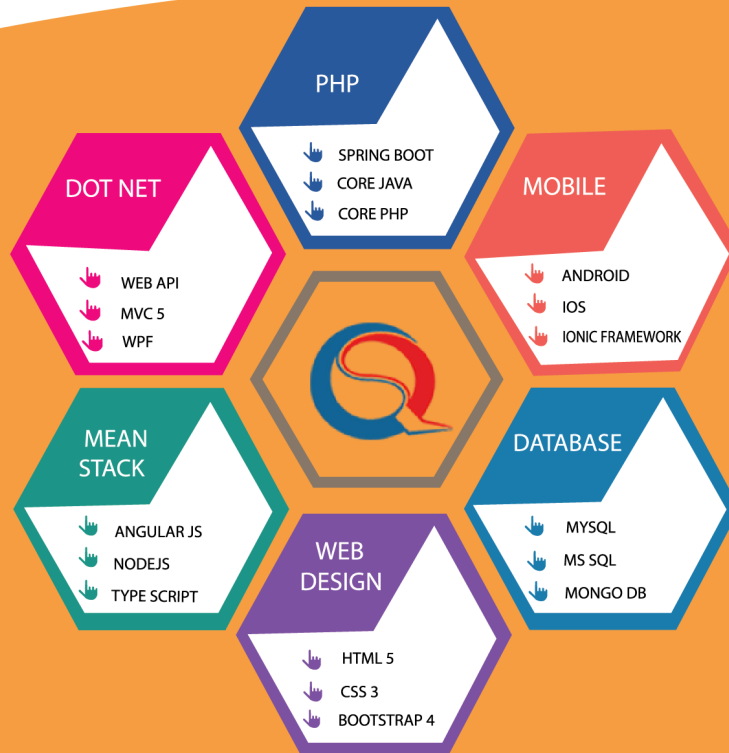 PHP
SPRING BOOT
CORE JAVA
CORE PHP
DOT NET
WEB API
MVC 5
WPF
MOBILE
ANDROID
IOS
IONIC FRAMEWORK
MEAN
STACK
ANGULAR JS
NODEJS
TYPE SCRIPT
DATABASE
MYSQL
MS SQL
MONGO DB
WEB
DESIGN
HTML 5
CSS 3
BOOTSTRAP 4